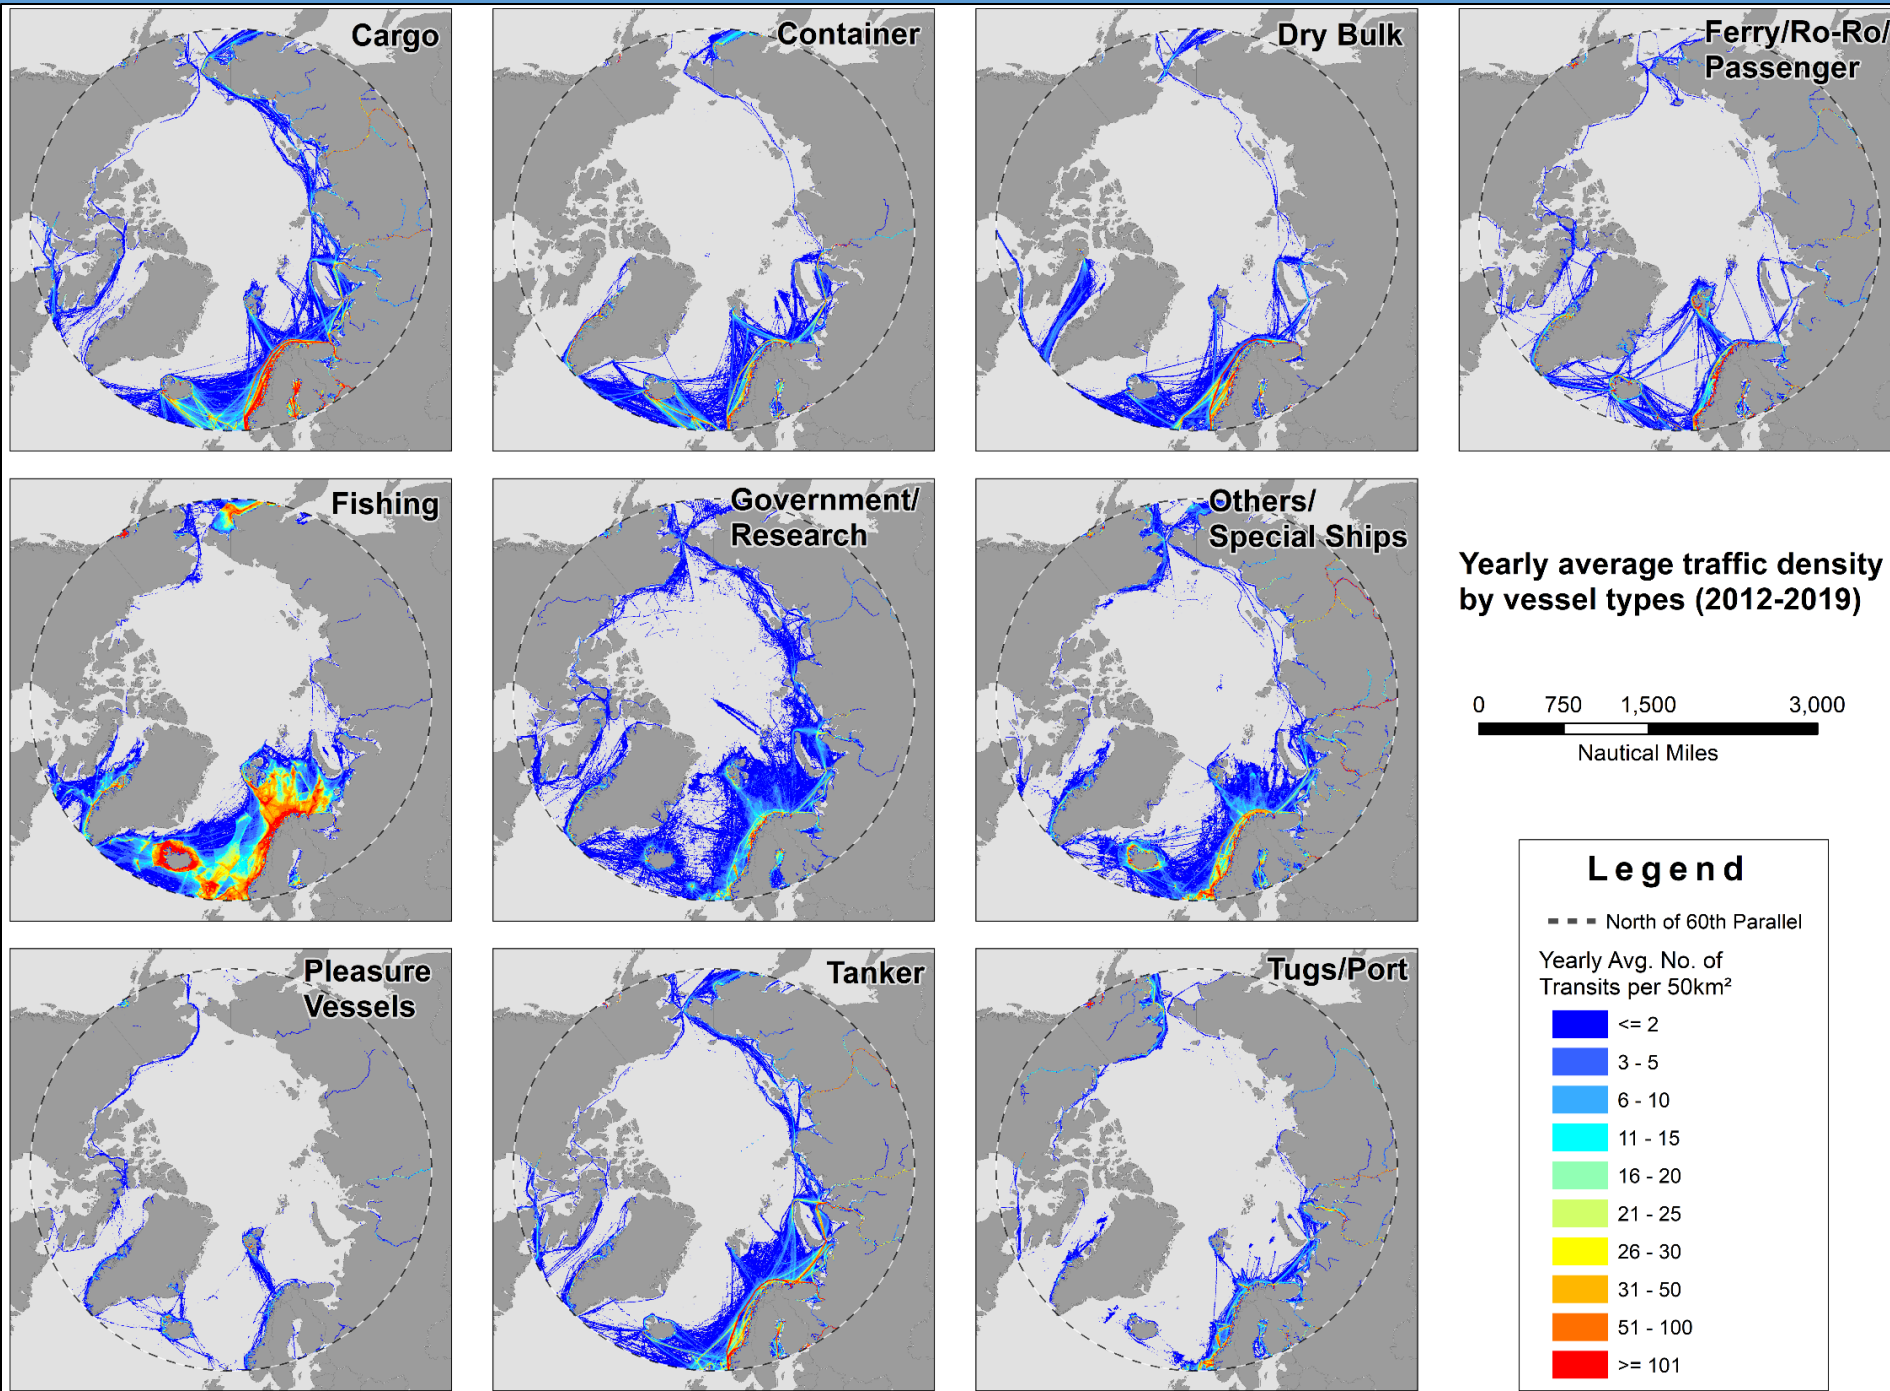 Cargo
Container
Dry Bulk
Ferry/Ro-Ro/
Passenger
Fishing
Government/
Research
Others/
Special Ships
Yearly average traffic density
by vessel types (2012-2019)
0 750 1,500 3,000
Nautical Miles
Pleasure
Vessels
Tanker
Tugs/Port
Legend
North of 60th Parallel
Yearly Avg. No. of
Transits per 50km²
<= 2
3 - 5
6 - 10
11 - 15
16 - 20
21 - 25
26 - 30
31 - 50
51 - 100
>= 101